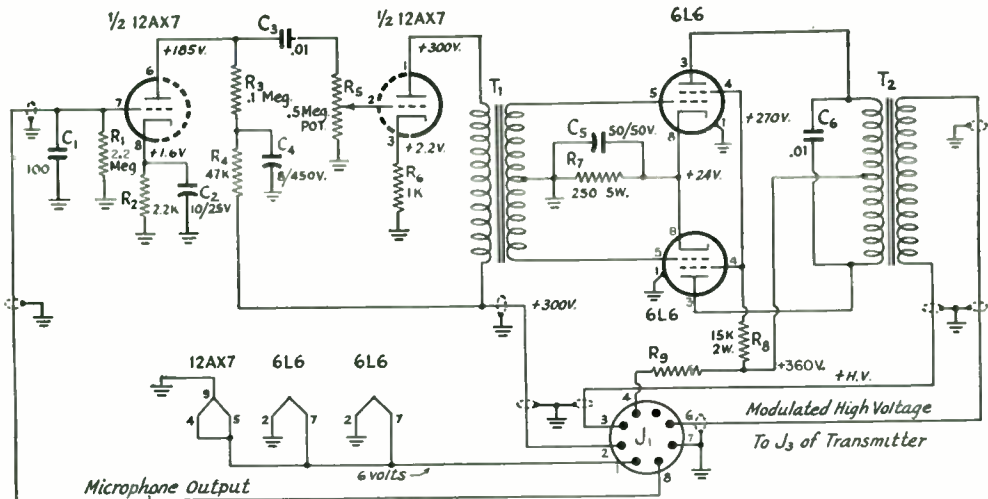 ½ 12AX7
½ 12AX7
6L6
+185V.
C3
.01
+300V.
T1
T2
6
7
8
R3
.1 Meg.
R5
.5 Meg.
POT.
1
2
3
3
4
5
1
8
C1
100
R1
2.2
Meg
+1.6V
R4
47K
C4
8/450V.
+2.2V.
R6
1K
C5
50/50V.
R7
250 5W.
+24V.
+270V.
C6
.01
R2
2.2K
C2
10/25V
8
5
1
4
3
6L6
+300V.
15K
2W.
R8
R9
+360V.
+H.V.
12AX7
6L6
6L6
9
4
5
2
7
2
7
J1
4
3
2
1
6
7
8
6 volts
Modulated High Voltage
To J3 of Transmitter
Microphone Output